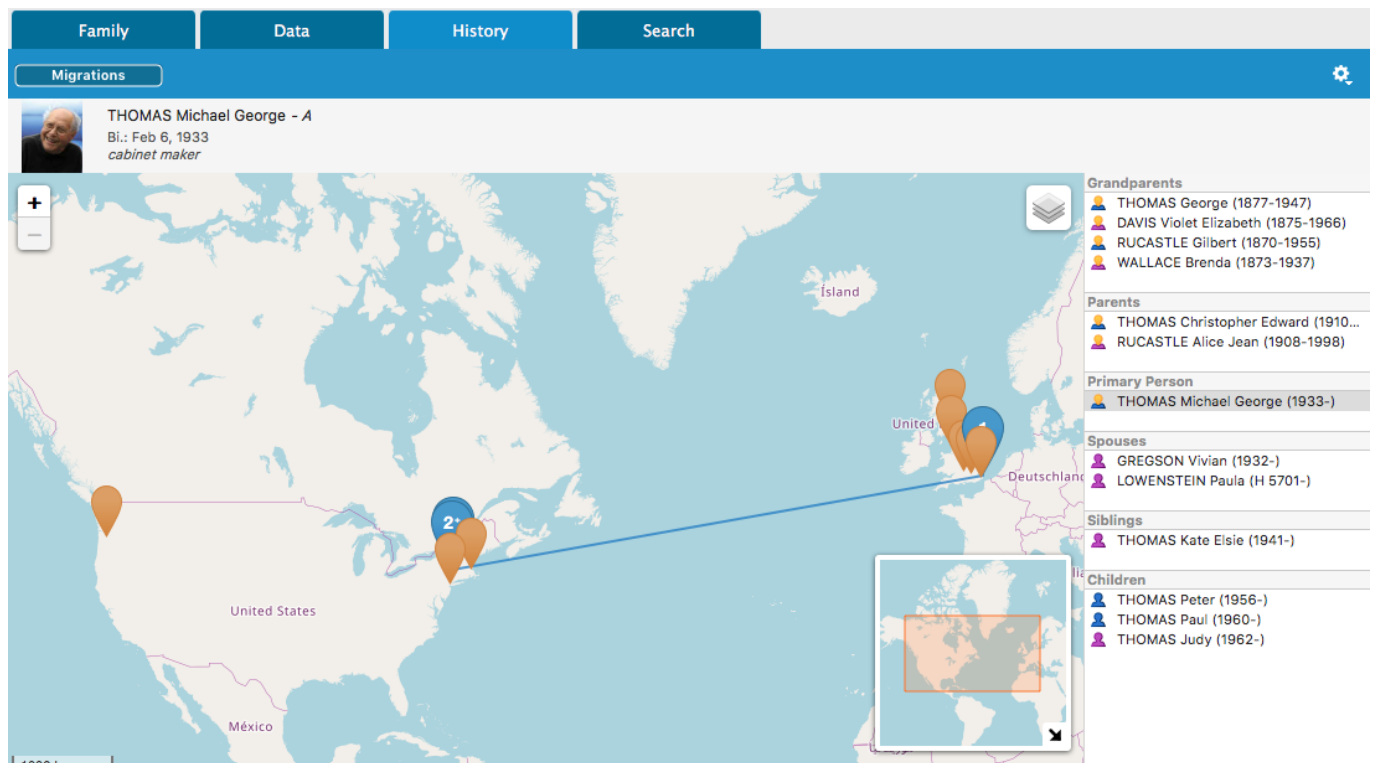 Family
Data
History
Search
Migrations
THOMAS Michael George - A
Bi.: Feb 6, 1933
cabinet maker
+
−
Ísland
United
Deutschland
2
United States
México
Grandparents
THOMAS George (1877-1947)
DAVIS Violet Elizabeth (1875-1966)
RUCASTLE Gilbert (1870-1955)
WALLACE Brenda (1873-1937)
Parents
THOMAS Christopher Edward (1910...
RUCASTLE Alice Jean (1908-1998)
Primary Person
THOMAS Michael George (1933-)
Spouses
GREGSON Vivian (1932-)
LOWENSTEIN Paula (H 5701-)
Siblings
THOMAS Kate Elsie (1941-)
Children
THOMAS Peter (1956-)
THOMAS Paul (1960-)
THOMAS Judy (1962-)